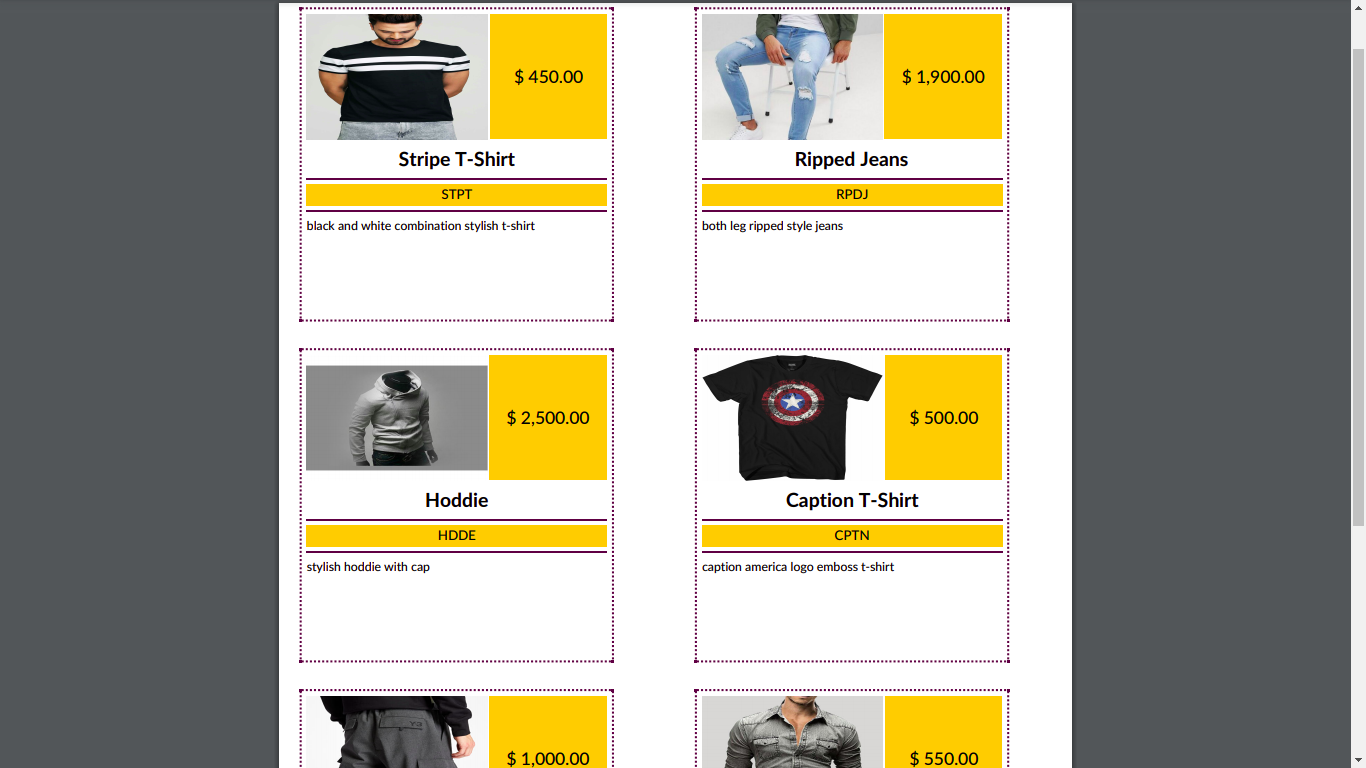 $ 450.00
Stripe T-Shirt
STPT
black and white combination stylish t-shirt
$ 1,900.00
Ripped Jeans
RPDJ
both leg ripped style jeans
$ 2,500.00
Hoddie
HDDE
stylish hoddie with cap
$ 500.00
Caption T-Shirt
CPTN
caption america logo emboss t-shirt
$ 1,000.00
$ 550.00